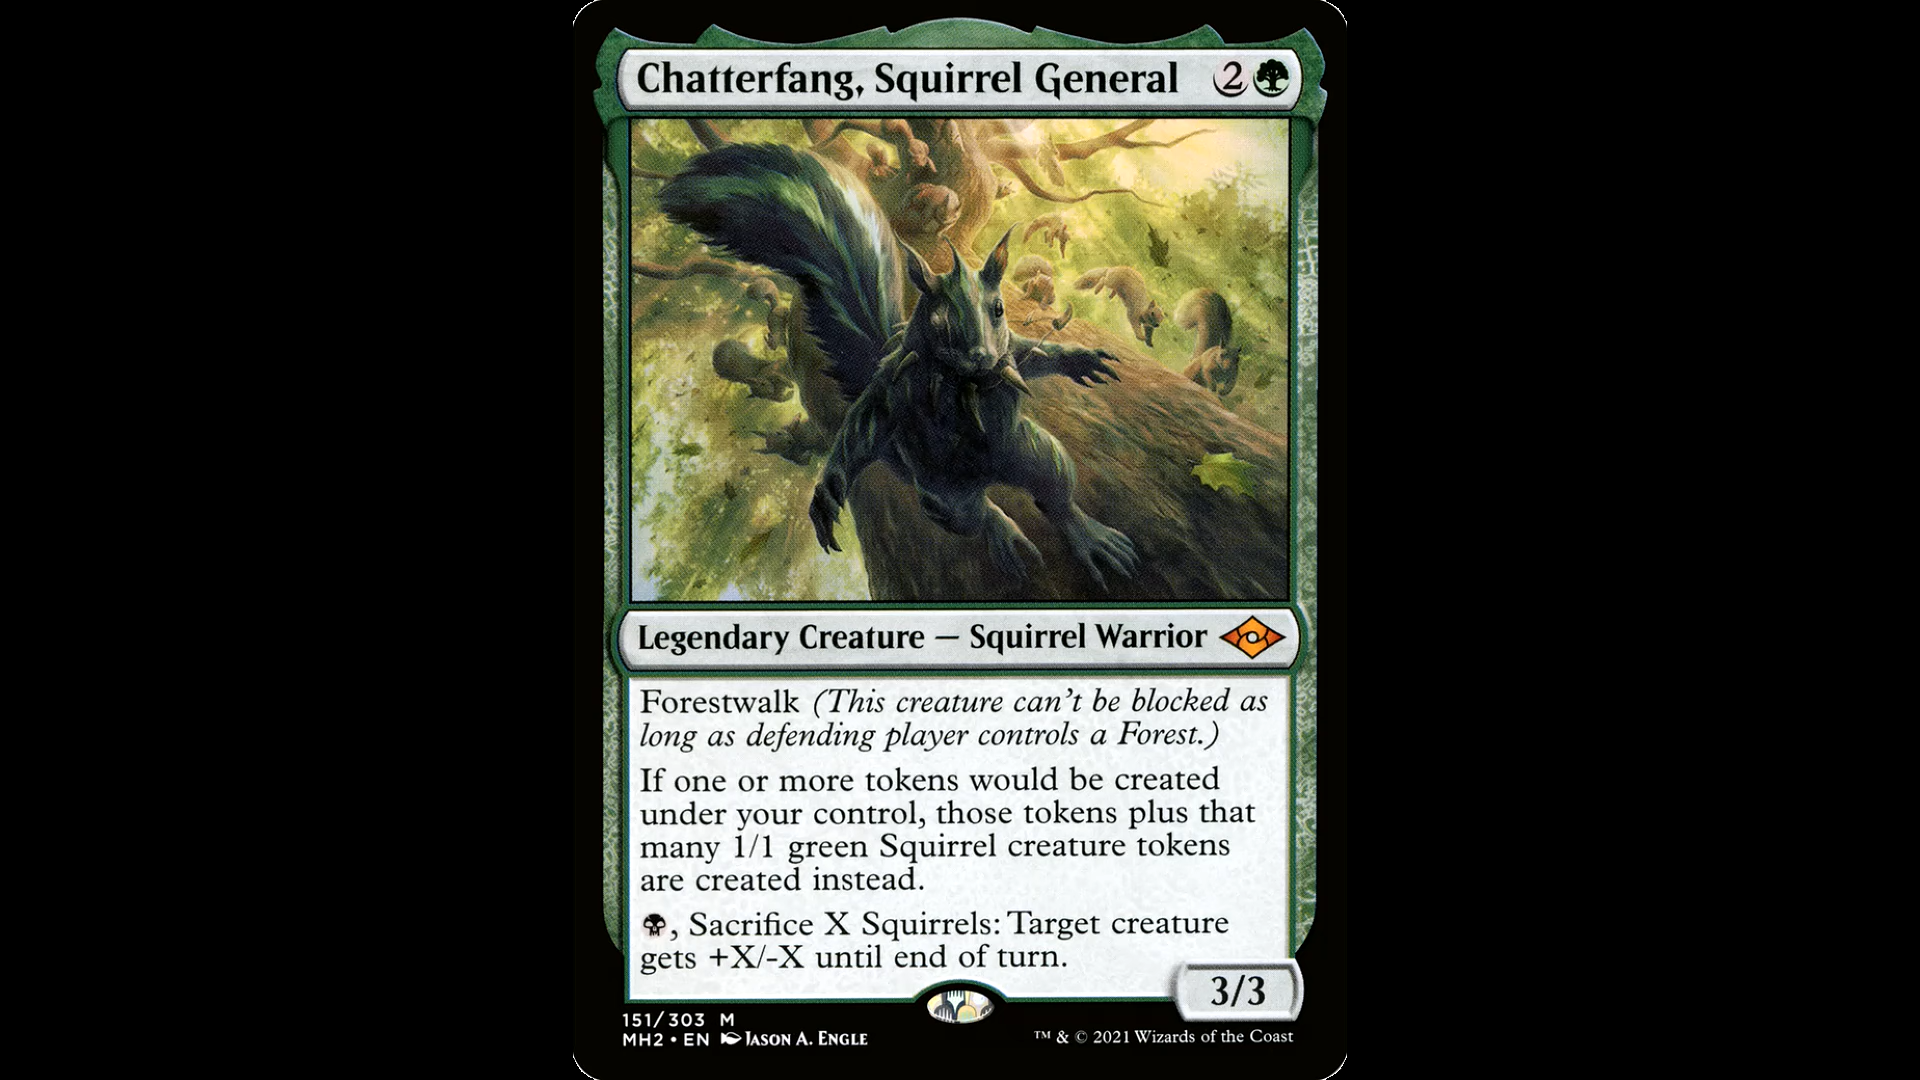 Chatterfang, Squirrel General 2
Legendary Creature — Squirrel Warrior
Forestwalk (This creature can't be blocked as
long as defending player controls a Forest.)
If one or more tokens would be created
under your control, those tokens plus that
many 1/1 green Squirrel creature tokens
are created instead.
, Sacrifice X Squirrels: Target creature
gets +X/-X until end of turn.
3/3
151/303 M
MH2 • EN Jason A. Engle
™ & © 2021 Wizards of the Coast